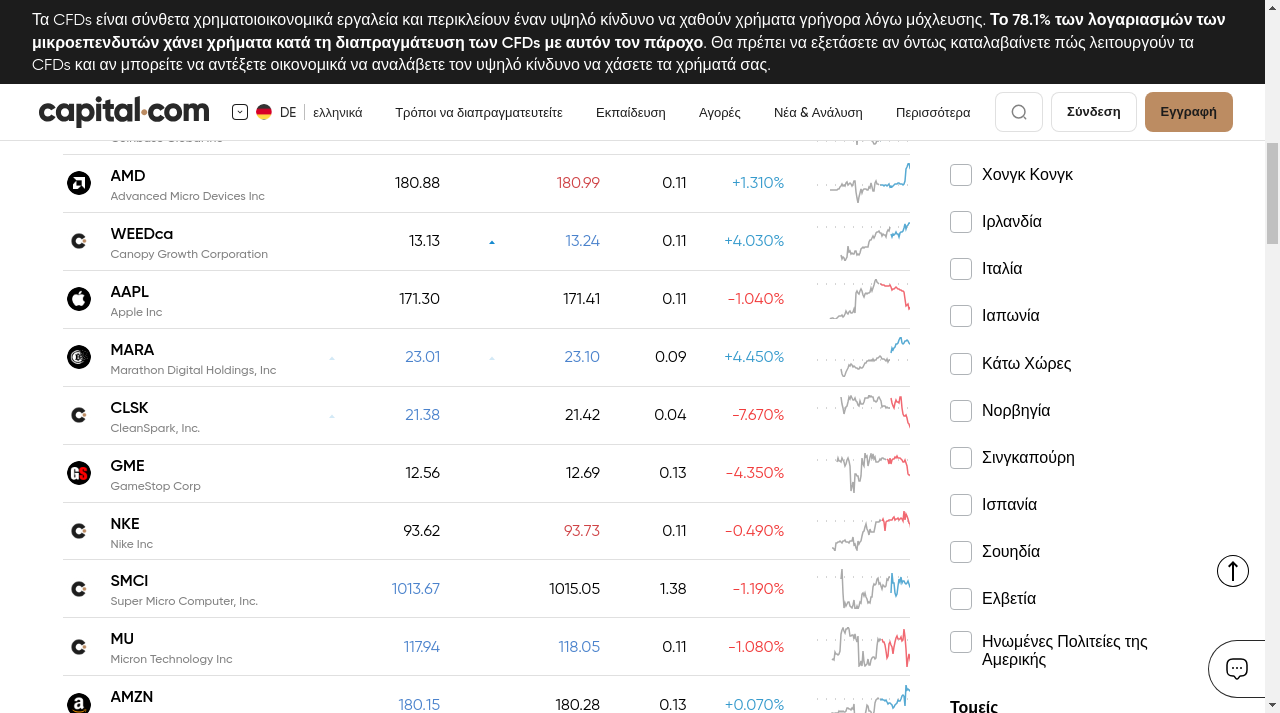 Τα CFDs είναι σύνθετα χρηματοιοικονομικά εργαλεία και περικλείουν έναν υψηλό κίνδυνο να χαθούν χρήματα γρήγορα λόγω μόχλευσης. Το 78.1% των λογαριασμών των
μικροεπενδυτών χάνει χρήματα κατά τη διαπραγμάτευση των CFDs με αυτόν τον πάροχο. Θα πρέπει να εξετάσετε αν όντως καταλαβαίνετε πώς λειτουργούν τα
CFDs και αν μπορείτε να αντέξετε οικονομικά να αναλάβετε τον υψηλό κίνδυνο να χάσετε τα χρήματά σας.
capital.com DE ελληνικά Τρόποι να διαπραγματευτείτε Εκπαίδευση Αγορές Νέα & Ανάλυση Περισσότερα Σύνδεση Εγγραφή
AMD 180.88 180.99 0.11 +1.310%
Advanced Micro Devices Inc
WEEDca 13.13 13.24 0.11 +4.030%
Canopy Growth Corporation
AAPL 171.30 171.41 0.11 -1.040%
Apple Inc
MARA 23.01 23.10 0.09 +4.450%
Marathon Digital Holdings, Inc
CLSK 21.38 21.42 0.04 -7.670%
CleanSpark, Inc.
GME 12.56 12.69 0.13 -4.350%
GameStop Corp
NKE 93.62 93.73 0.11 -0.490%
Nike Inc
SMCI 1013.67 1015.05 1.38 -1.190%
Super Micro Computer, Inc.
MU 117.94 118.05 0.11 -1.080%
Micron Technology Inc
AMZN 180.15 180.28 0.13 +0.070%
Χονγκ Κονγκ
Ιρλανδία
Ιταλία
Ιαπωνία
Κάτω Χώρες
Νορβηγία
Σινγκαπούρη
Ισπανία
Σουηδία
Ελβετία
Ηνωμένες Πολιτείες της
Αμερικής
Τομείς